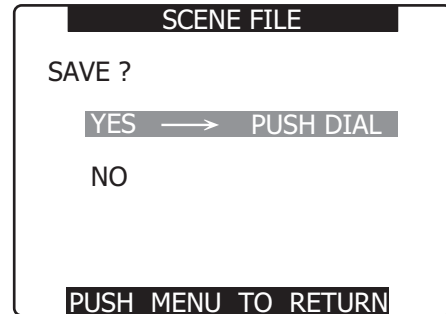 SCENE FILE
SAVE ?
YES → PUSH DIAL
NO
PUSH MENU TO RETURN